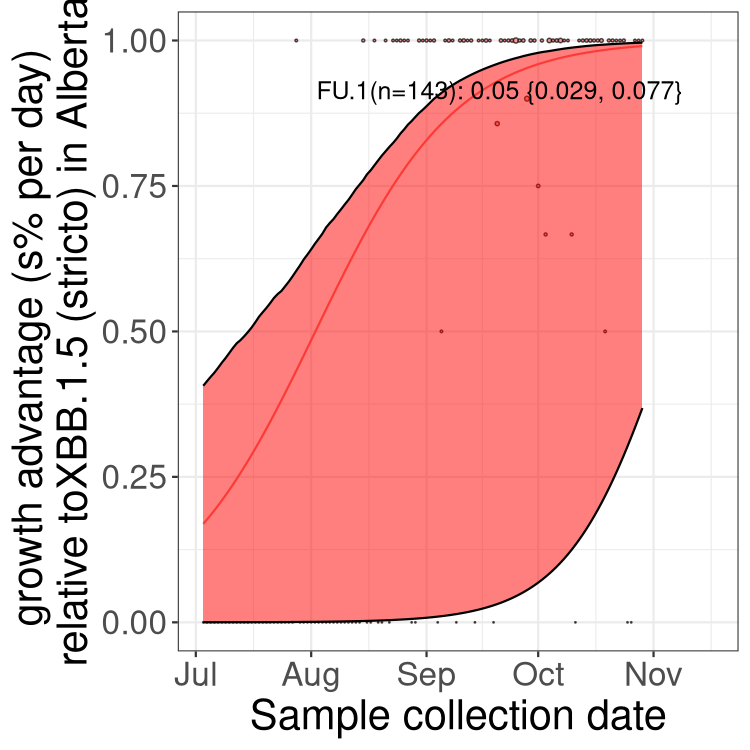 growth advantage (s% per day)
relative toXBB.1.5 (stricto) in Alberta
1.00
0.75
0.50
0.25
0.00
FU.1(n=143): 0.05 {0.029, 0.077}
Jul Aug Sep Oct Nov
Sample collection date